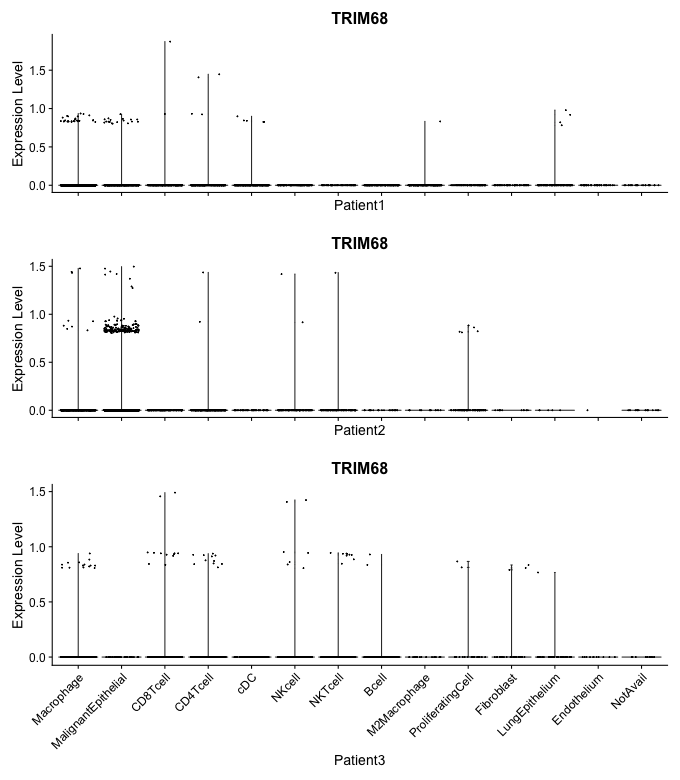 TRIM68
Expression Level
1.5
1.0
0.5
0.0
Patient1
TRIM68
Expression Level
1.5
1.0
0.5
0.0
Patient2
TRIM68
Expression Level
1.5
1.0
0.5
0.0
Macrophage
MalignantEpithelial
CD8Tcell
CD4Tcell
cDC
NKcell
NKTcell
Bcell
M2Macrophage
ProliferatingCell
Fibroblast
LungEpithelium
Endothelium
NotAvail
Patient3